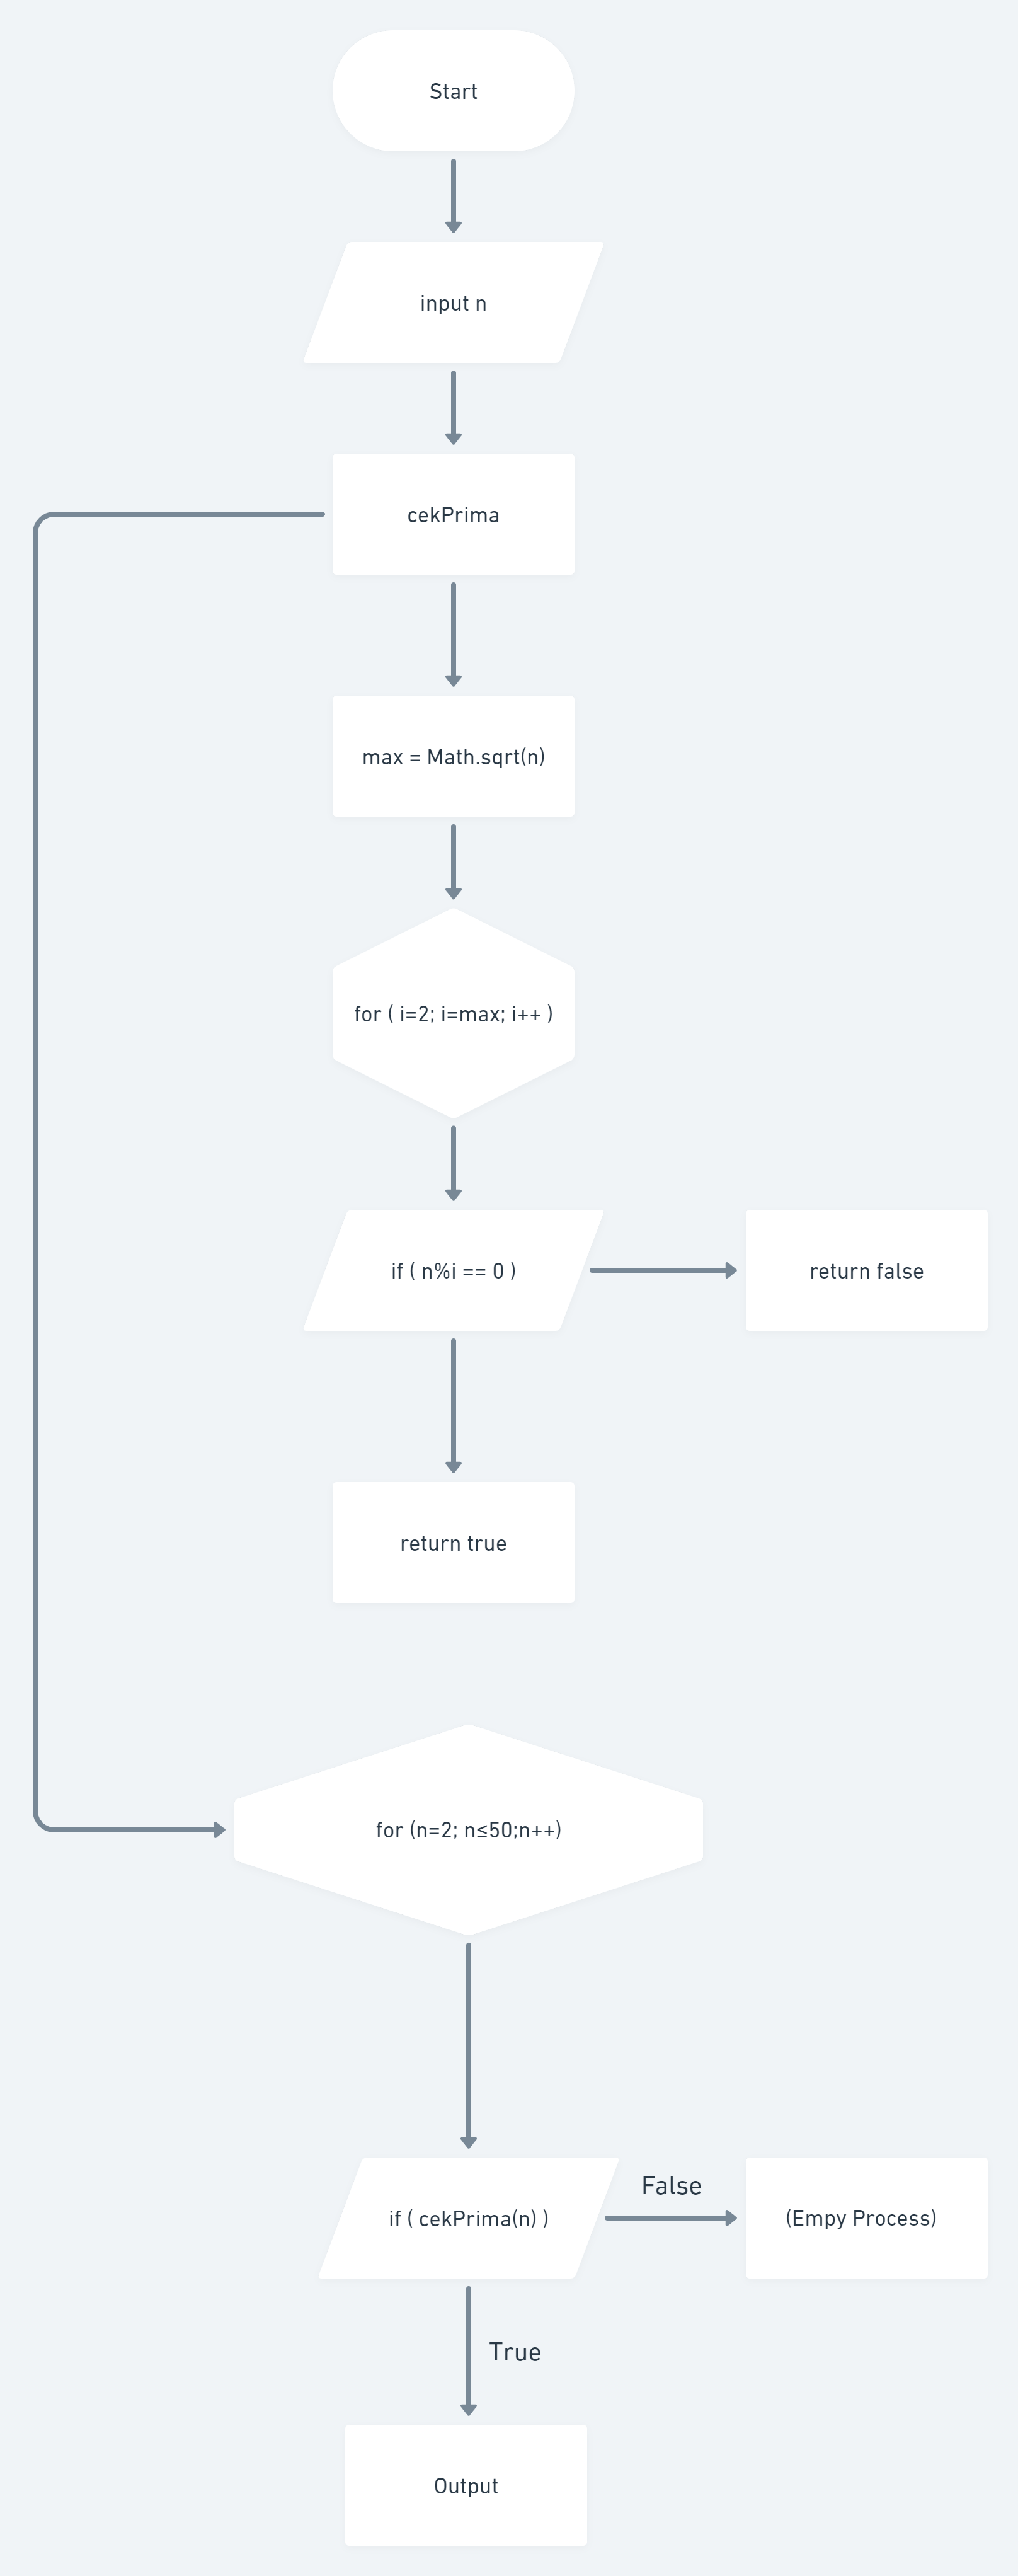 Start
input n
cekPrima
max = Math.sqrt(n)
for ( i=2; i=max; i++ )
if ( n%i == 0 )
return false
return true
for (n=2; n≤50;n++)
if ( cekPrima(n) )
False
(Empy Process)
True
Output